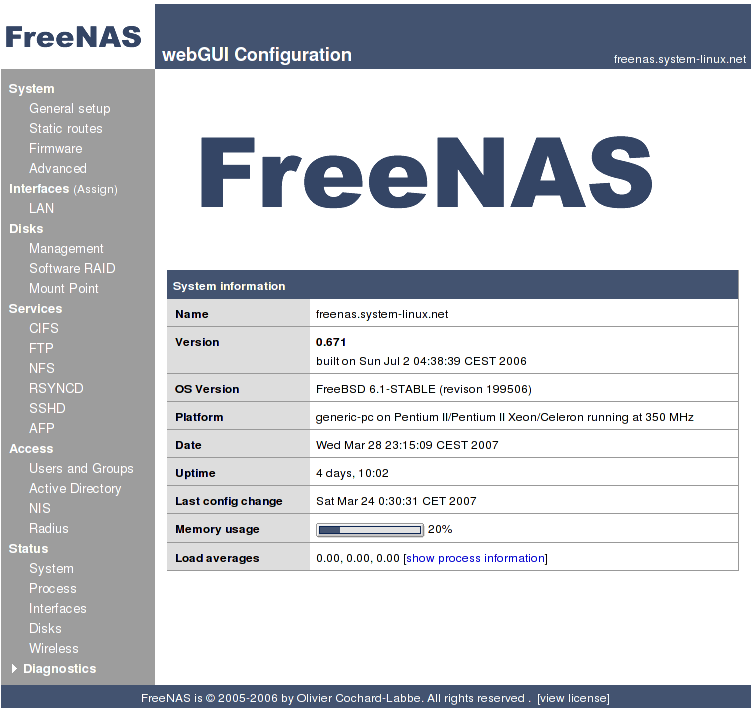 FreeNAS
webGUI Configuration
freenas.system-linux.net
System
General setup
Static routes
Firmware
Advanced
Interfaces (Assign)
LAN
Disks
Management
Software RAID
Mount Point
Services
CIFS
FTP
NFS
RSYNCD
SSHD
AFP
Access
Users and Groups
Active Directory
NIS
Radius
Status
System
Process
Interfaces
Disks
Wireless
Diagnostics
FreeNAS
System information
Name freenas.system-linux.net
Version 0.671
built on Sun Jul 2 04:38:39 CEST 2006
OS Version FreeBSD 6.1-STABLE (revison 199506)
Platform generic-pc on Pentium II/Pentium II Xeon/Celeron running at 350 MHz
Date Wed Mar 28 23:15:09 CEST 2007
Uptime 4 days, 10:02
Last config change Sat Mar 24 0:30:31 CET 2007
Memory usage 20%
Load averages 0.00, 0.00, 0.00 [show process information]
FreeNAS is © 2005-2006 by Olivier Cochard-Labbe. All rights reserved . [view license]